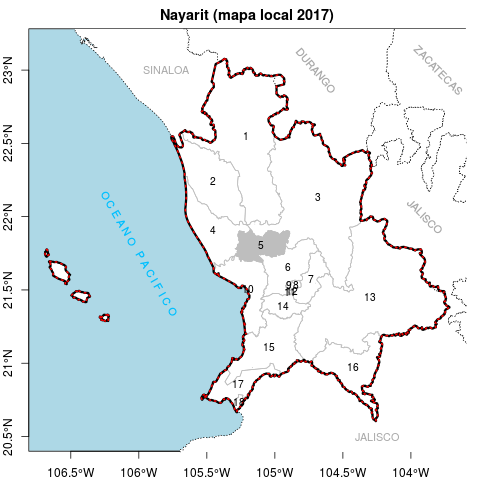 Nayarit (mapa local 2017)
SINALOA
DURANGO
ZACATECAS
JALISCO
OCEANO PACIFICO
1
2
3
4
5
6
7
9
8
12
10
14
13
15
16
17
18
JALISCO
23°N
22.5°N
22°N
21.5°N
21°N
20.5°N
106.5°W
106°W
105.5°W
105°W
104.5°W
104°W